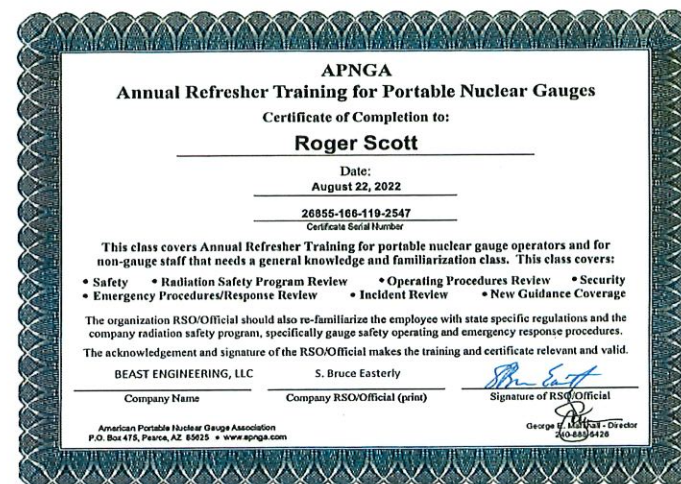 APNGA
Annual Refresher Training for Portable Nuclear Gauges
Certificate of Completion to:
Roger Scott
Date:
August 22, 2022
26855-166-119-2547
Certificate Serial Number
This class covers Annual Refresher Training for portable nuclear gauge operators and for
non-gauge staff that needs a general knowledge and familiarization class. This class covers:
• Safety • Radiation Safety Program Review • Operating Procedures Review • Security
• Emergency Procedures/Response Review • Incident Review • New Guidance Coverage
The organization RSO/Official should also re-familiarize the employee with state specific regulations and the
company radiation safety program, specifically gauge safety operating and emergency response procedures.
The acknowledgement and signature of the RSO/Official makes the training and certificate relevant and valid.
BEAST ENGINEERING, LLC S. Bruce Easterly
Company Name Company RSO/Official (print) Signature of RSO/Official
American Portable Nuclear Gauge Association George E. Marshall - Director
P.O. Box 475, Pearce, AZ 85625 • www.apnga.com